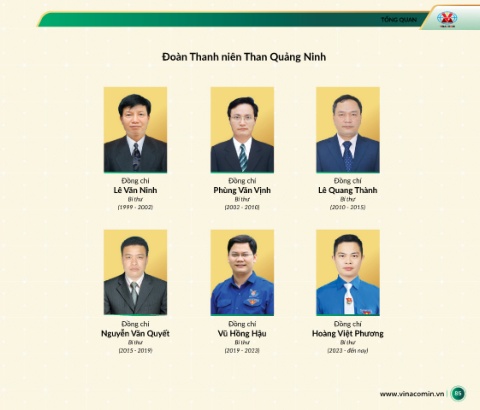 TỔNG QUAN
Đoàn Thanh niên Than Quảng Ninh
Đồng chí
Lê Văn Ninh
Bí thư
(1999 - 2002)
Đồng chí
Phùng Văn Vịnh
Bí thư
(2002 - 2010)
Đồng chí
Lê Quang Thành
Bí thư
(2010 - 2015)
Đồng chí
Nguyễn Văn Quyết
Bí thư
(2015 - 2019)
Đồng chí
Vũ Hồng Hậu
Bí thư
(2019 - 2023)
Đồng chí
Hoàng Việt Phương
Bí thư
(2023 - đến nay)
www.vinacomin.vn